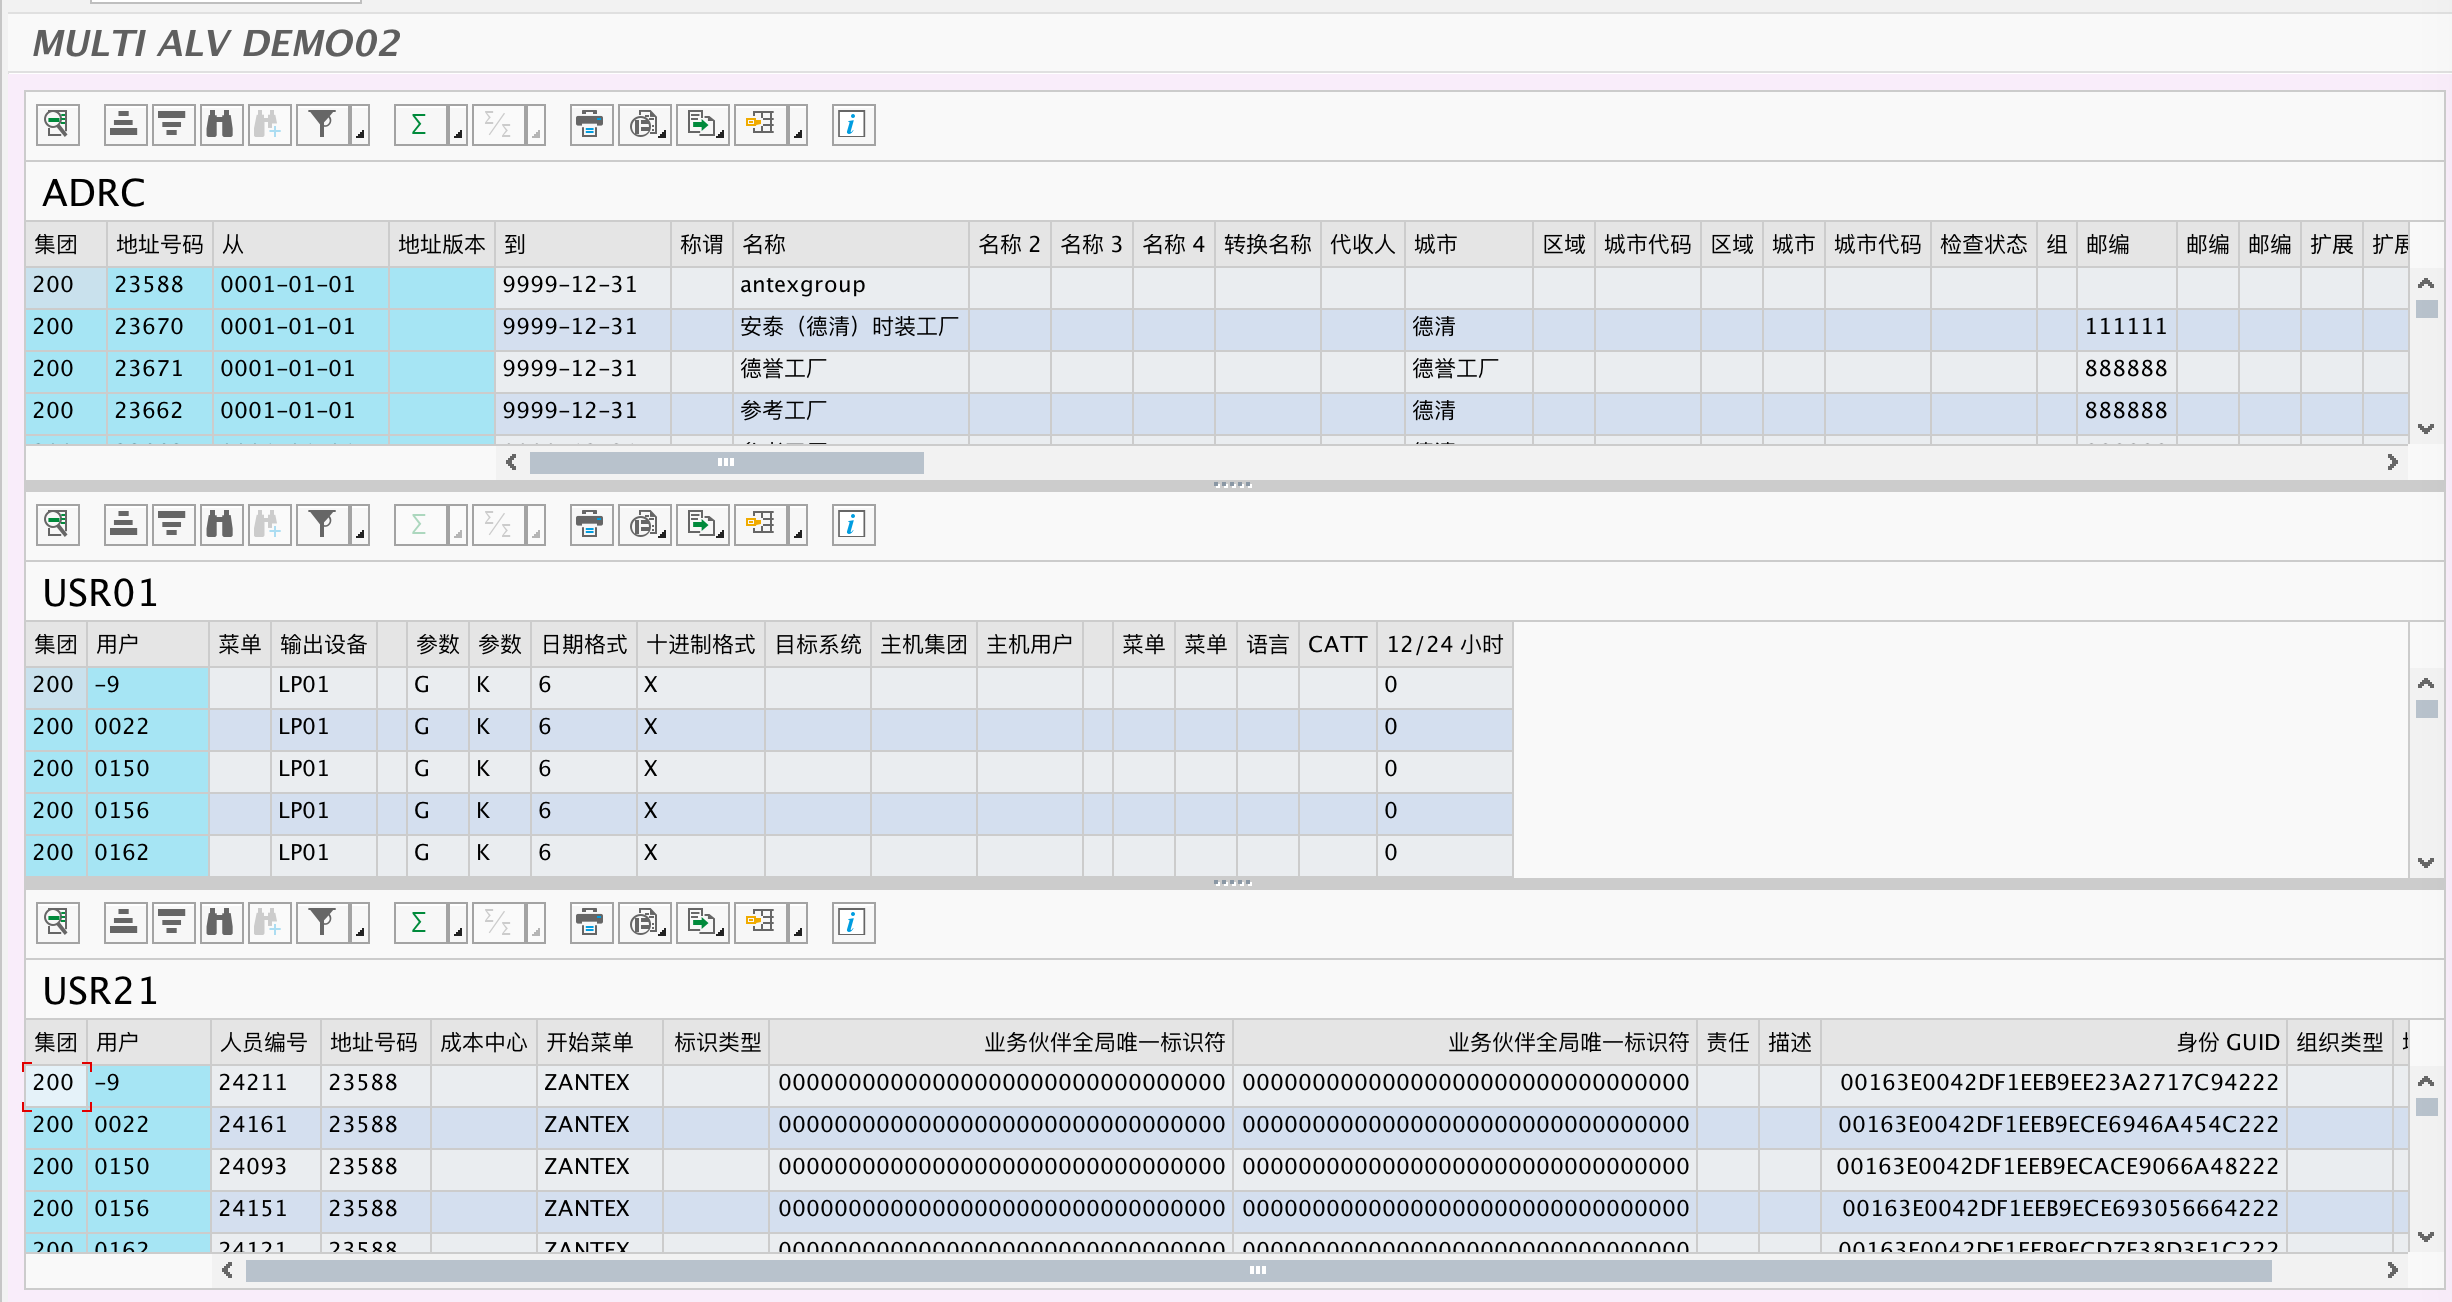 MULTI ALV DEMO02
ADRC
集团 地址号码 从 地址版本 到 称谓 名称 名称 2 名称 3 名称 4 转换名称 代收人 城市 区域 城市代码 区域 城市 城市代码 检查状态 组 邮编 邮编 邮编 扩展 扩展
200 23588 0001-01-01 9999-12-31 antexgroup
200 23670 0001-01-01 9999-12-31 安泰（德清）时装工厂 德清 111111
200 23671 0001-01-01 9999-12-31 德誉工厂 德誉工厂 888888
200 23662 0001-01-01 9999-12-31 参考工厂 德清 888888
USR01
集团 用户 菜单 输出设备 参数 参数 日期格式 十进制格式 目标系统 主机集团 主机用户 菜单 菜单 语言 CATT 12/24 小时
200 -9 LP01 G K 6 X 0
200 0022 LP01 G K 6 X 0
200 0150 LP01 G K 6 X 0
200 0156 LP01 G K 6 X 0
200 0162 LP01 G K 6 X 0
USR21
集团 用户 人员编号 地址号码 成本中心 开始菜单 标识类型 业务伙伴全局唯一标识符 业务伙伴全局唯一标识符 责任 描述 身份 GUID 组织类型
200 -9 24211 23588 ZANTEX 00000000000000000000000000000000 00000000000000000000000000000000 00163E0042DF1EEB9EE23A2717C94222
200 0022 24161 23588 ZANTEX 00000000000000000000000000000000 00000000000000000000000000000000 00163E0042DF1EEB9ECE6946A454C222
200 0150 24093 23588 ZANTEX 00000000000000000000000000000000 00000000000000000000000000000000 00163E0042DF1EEB9ECACE9066A48222
200 0156 24151 23588 ZANTEX 00000000000000000000000000000000 00000000000000000000000000000000 00163E0042DF1EEB9ECE693056664222
200 0162 24121 23588 ZANTEX 00000000000000000000000000000000 00000000000000000000000000000000